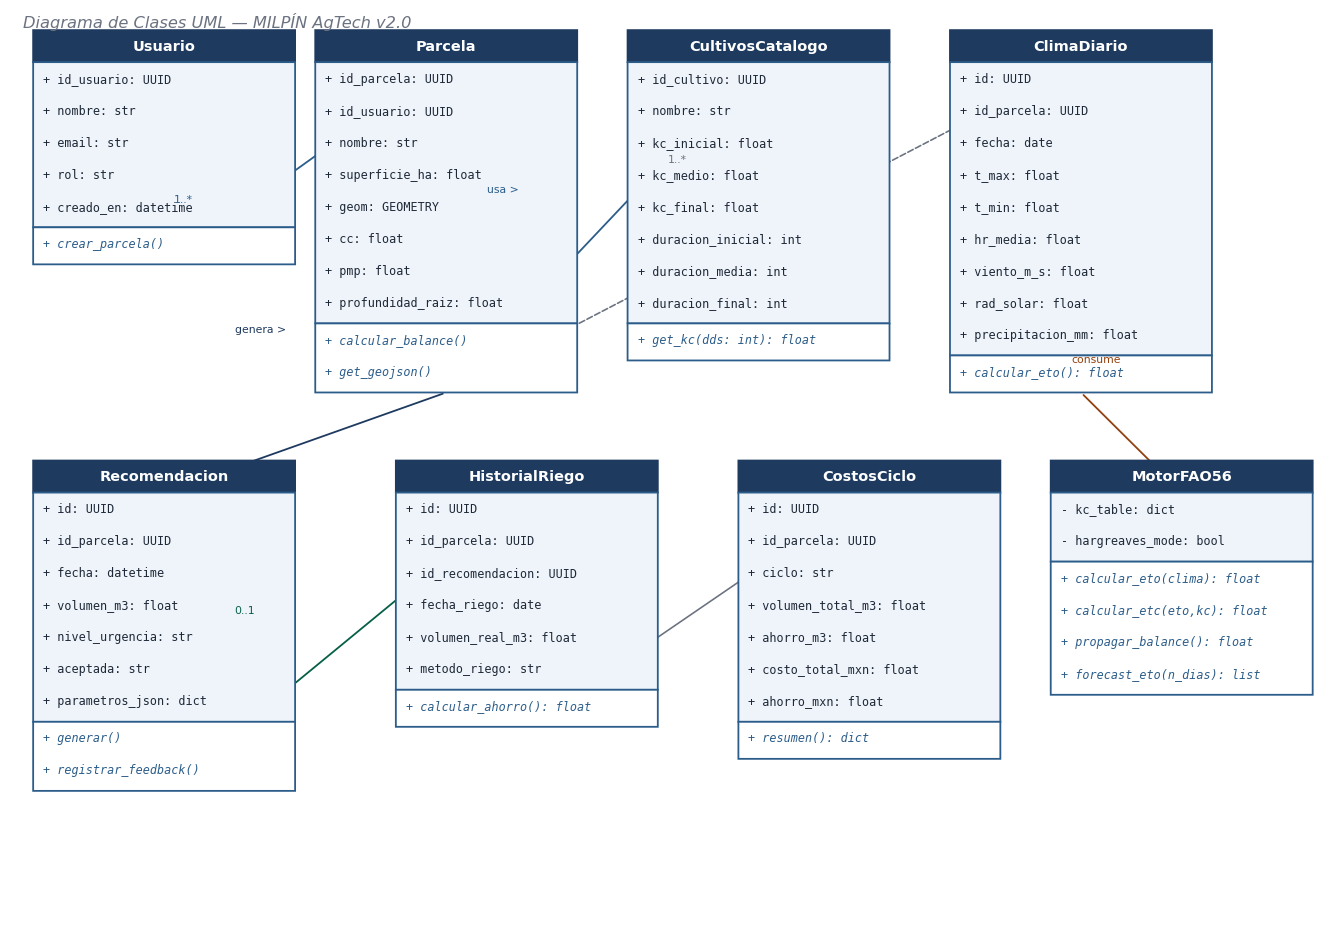 Diagrama de Clases UML — MILPÍN AgTech v2.0
Usuario
+ id_usuario: UUID
+ nombre: str
+ email: str
+ rol: str
1..*
+ creado_en: datetime
+ crear_parcela()
Parcela
+ id_parcela: UUID
+ id_usuario: UUID
+ nombre: str
+ superficie_ha: float
usa >
+ geom: GEOMETRY
+ cc: float
+ pmp: float
+ profundidad_raiz: float
+ calcular_balance()
+ get_geojson()
CultivosCatalogo
+ id_cultivo: UUID
+ nombre: str
+ kc_inicial: float
1..*
+ kc_medio: float
+ kc_final: float
+ duracion_inicial: int
+ duracion_media: int
+ duracion_final: int
+ get_kc(dds: int): float
ClimaDiario
+ id: UUID
+ id_parcela: UUID
+ fecha: date
+ t_max: float
+ t_min: float
+ hr_media: float
+ viento_m_s: float
+ rad_solar: float
+ precipitacion_mm: float
consume
+ calcular_eto(): float
genera >
Recomendacion
+ id: UUID
+ id_parcela: UUID
+ fecha: datetime
+ volumen_m3: float
0..1
+ nivel_urgencia: str
+ aceptada: str
+ parametros_json: dict
+ generar()
+ registrar_feedback()
HistorialRiego
+ id: UUID
+ id_parcela: UUID
+ id_recomendacion: UUID
+ fecha_riego: date
+ volumen_real_m3: float
+ metodo_riego: str
+ calcular_ahorro(): float
CostosCiclo
+ id: UUID
+ id_parcela: UUID
+ ciclo: str
+ volumen_total_m3: float
+ ahorro_m3: float
+ costo_total_mxn: float
+ ahorro_mxn: float
+ resumen(): dict
MotorFAO56
- kc_table: dict
- hargreaves_mode: bool
+ calcular_eto(clima): float
+ calcular_etc(eto,kc): float
+ propagar_balance(): float
+ forecast_eto(n_dias): list